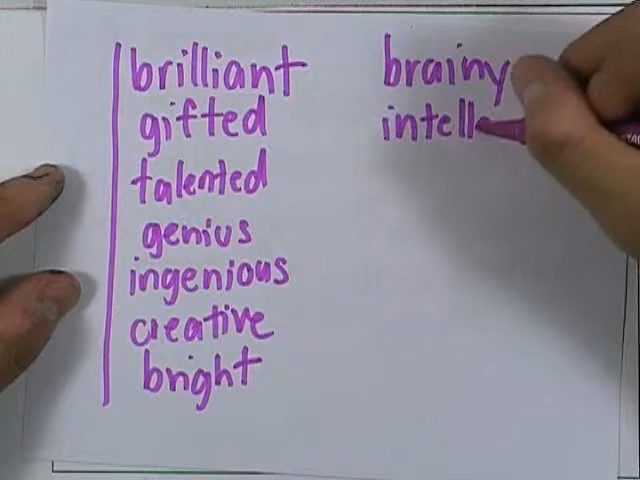 brilliant
gifted
talented
genius
ingenious
creative
bright
brainy
intell